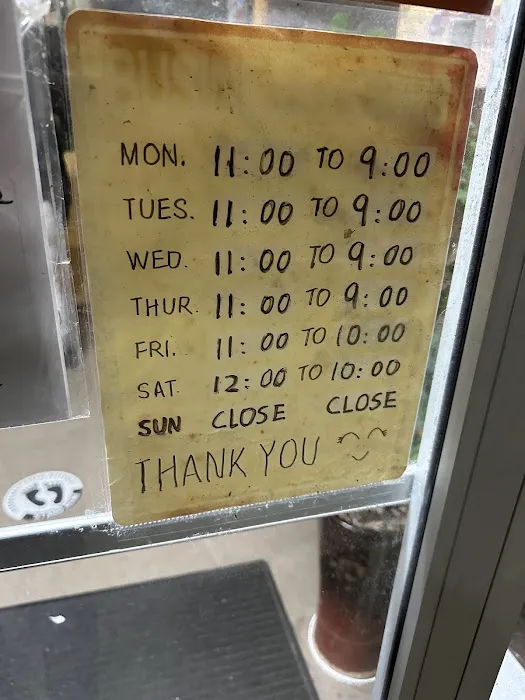 MON. 11:00 TO 9:00
TUES. 11:00 TO 9:00
WED. 11:00 TO 9:00
THUR. 11:00 TO 9:00
FRI. 11:00 TO 10:00
SAT. 12:00 TO 10:00
SUN CLOSE CLOSE
THANK YOU